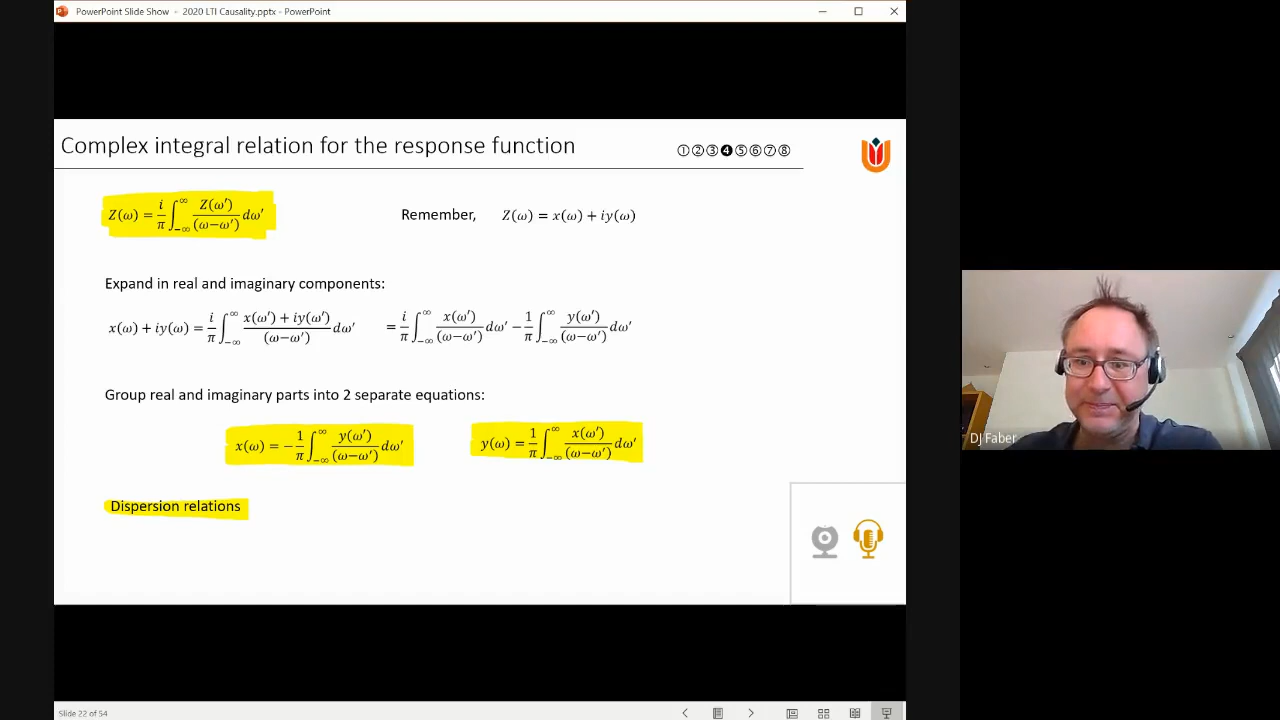 PowerPoint Slide Show - 2020 LTI Causality.pptx - PowerPoint
Complex integral relation for the response function
①②③❹⑤⑥⑦⑧
Z(ω) = i/π ∫_{-∞}^{∞} Z(ω′)/(ω−ω′) dω′
Remember, Z(ω) = x(ω) + iy(ω)
Expand in real and imaginary components:
x(ω) + iy(ω) = i/π ∫_{-∞}^{∞} x(ω′) + iy(ω′)/(ω−ω′) dω′ = i/π ∫_{-∞}^{∞} x(ω′)/(ω−ω′) dω′ − 1/π ∫_{-∞}^{∞} y(ω′)/(ω−ω′) dω′
Group real and imaginary parts into 2 separate equations:
x(ω) = − 1/π ∫_{-∞}^{∞} y(ω′)/(ω−ω′) dω′
y(ω) = 1/π ∫_{-∞}^{∞} x(ω′)/(ω−ω′) dω′
Dispersion relations
DJ Faber
Slide 22 of 54